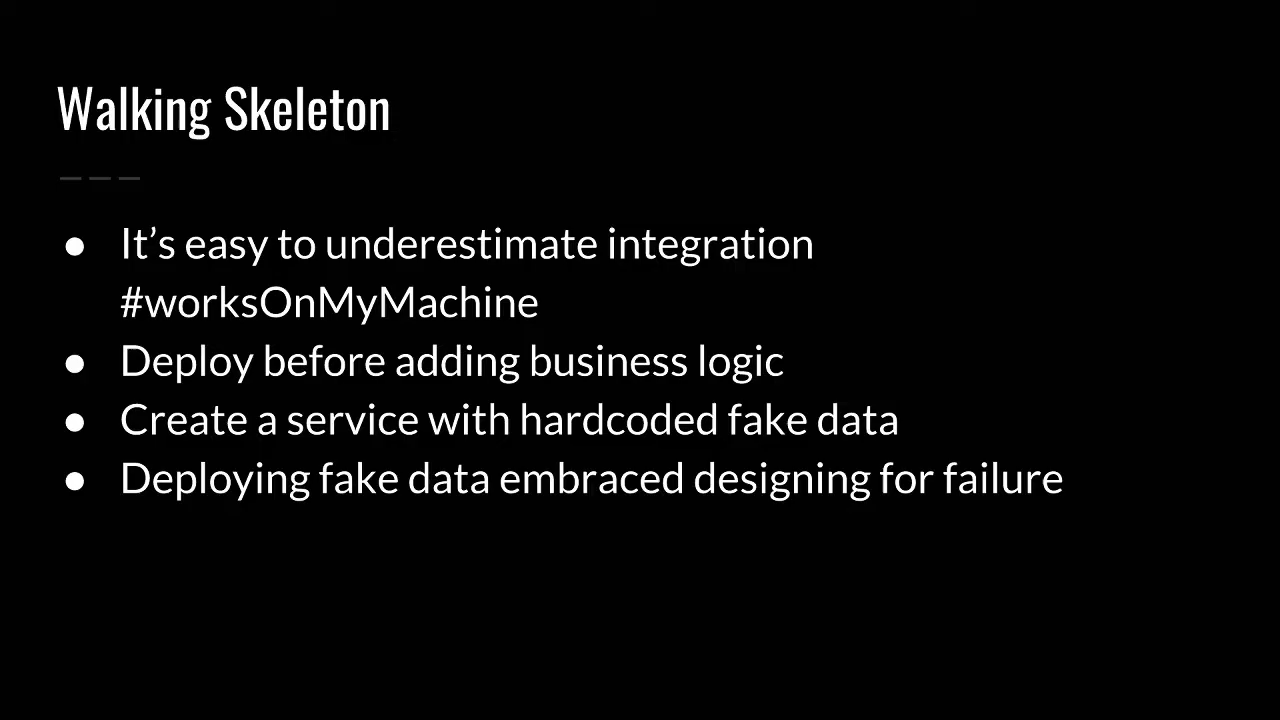 Walking Skeleton
● It’s easy to underestimate integration
#worksOnMyMachine
● Deploy before adding business logic
● Create a service with hardcoded fake data
● Deploying fake data embraced designing for failure